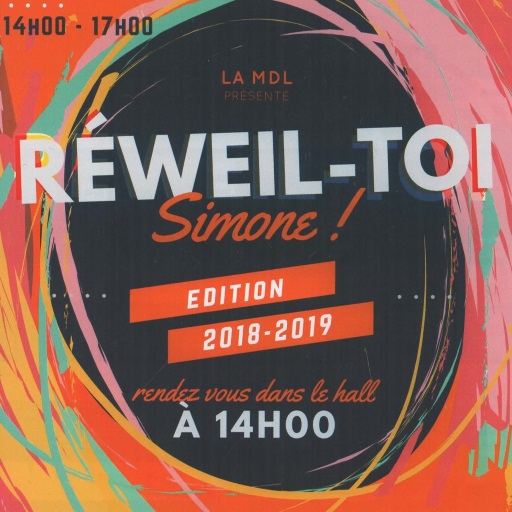 14H00 - 17H00
LA MDL
PRÉSENTE
RÉWEIL-TOI
Simone !
EDITION
2018-2019
rendez vous dans le hall
À 14H00